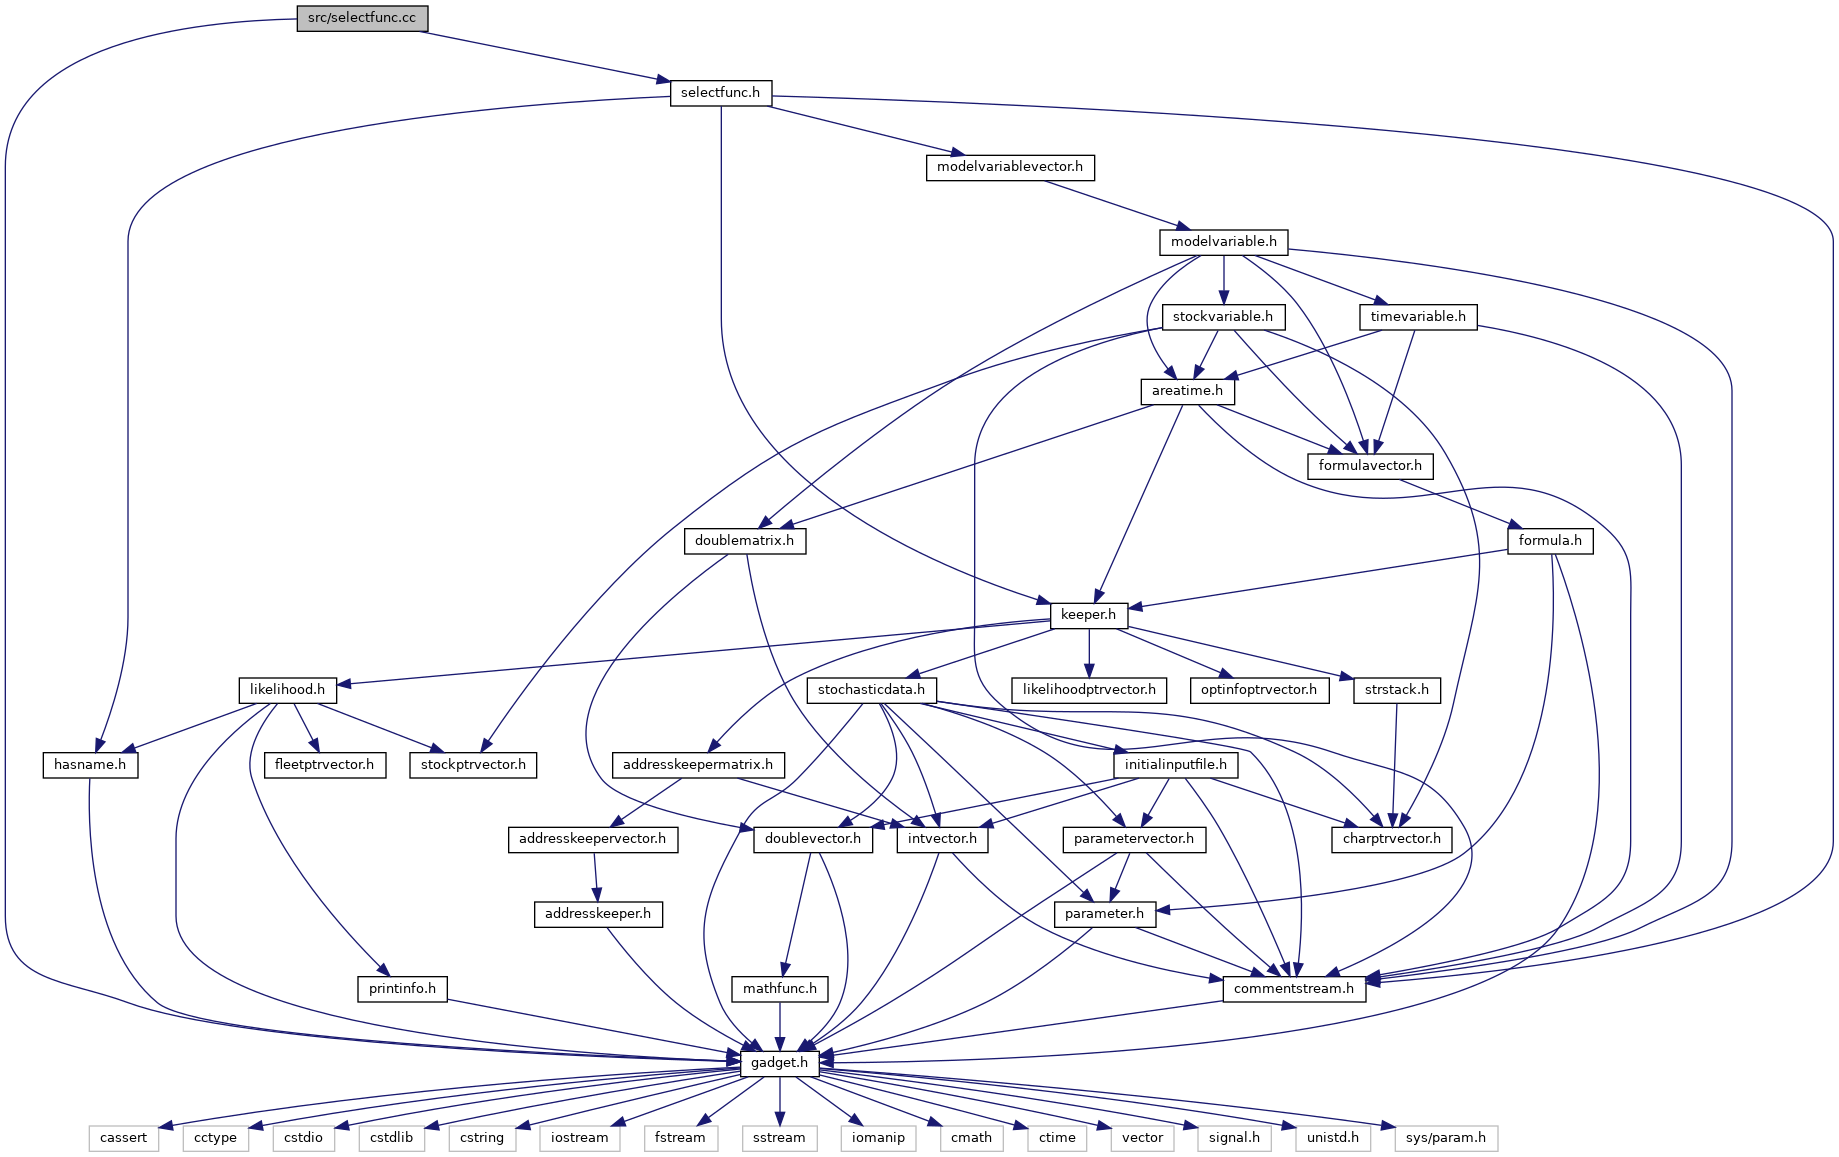 src/selectfunc.cc
selectfunc.h
modelvariablevector.h
modelvariable.h
stockvariable.h
timevariable.h
areatime.h
formulavector.h
doublematrix.h
formula.h
keeper.h
likelihood.h
stochasticdata.h
likelihoodptrvector.h
optinfoptrvector.h
strstack.h
hasname.h
fleetptrvector.h
stockptrvector.h
addresskeepermatrix.h
initialinputfile.h
addresskeepervector.h
doublevector.h
intvector.h
parametervector.h
charptrvector.h
addresskeeper.h
parameter.h
printinfo.h
mathfunc.h
commentstream.h
gadget.h
cassert
cctype
cstdio
cstdlib
cstring
iostream
fstream
sstream
iomanip
cmath
ctime
vector
signal.h
unistd.h
sys/param.h